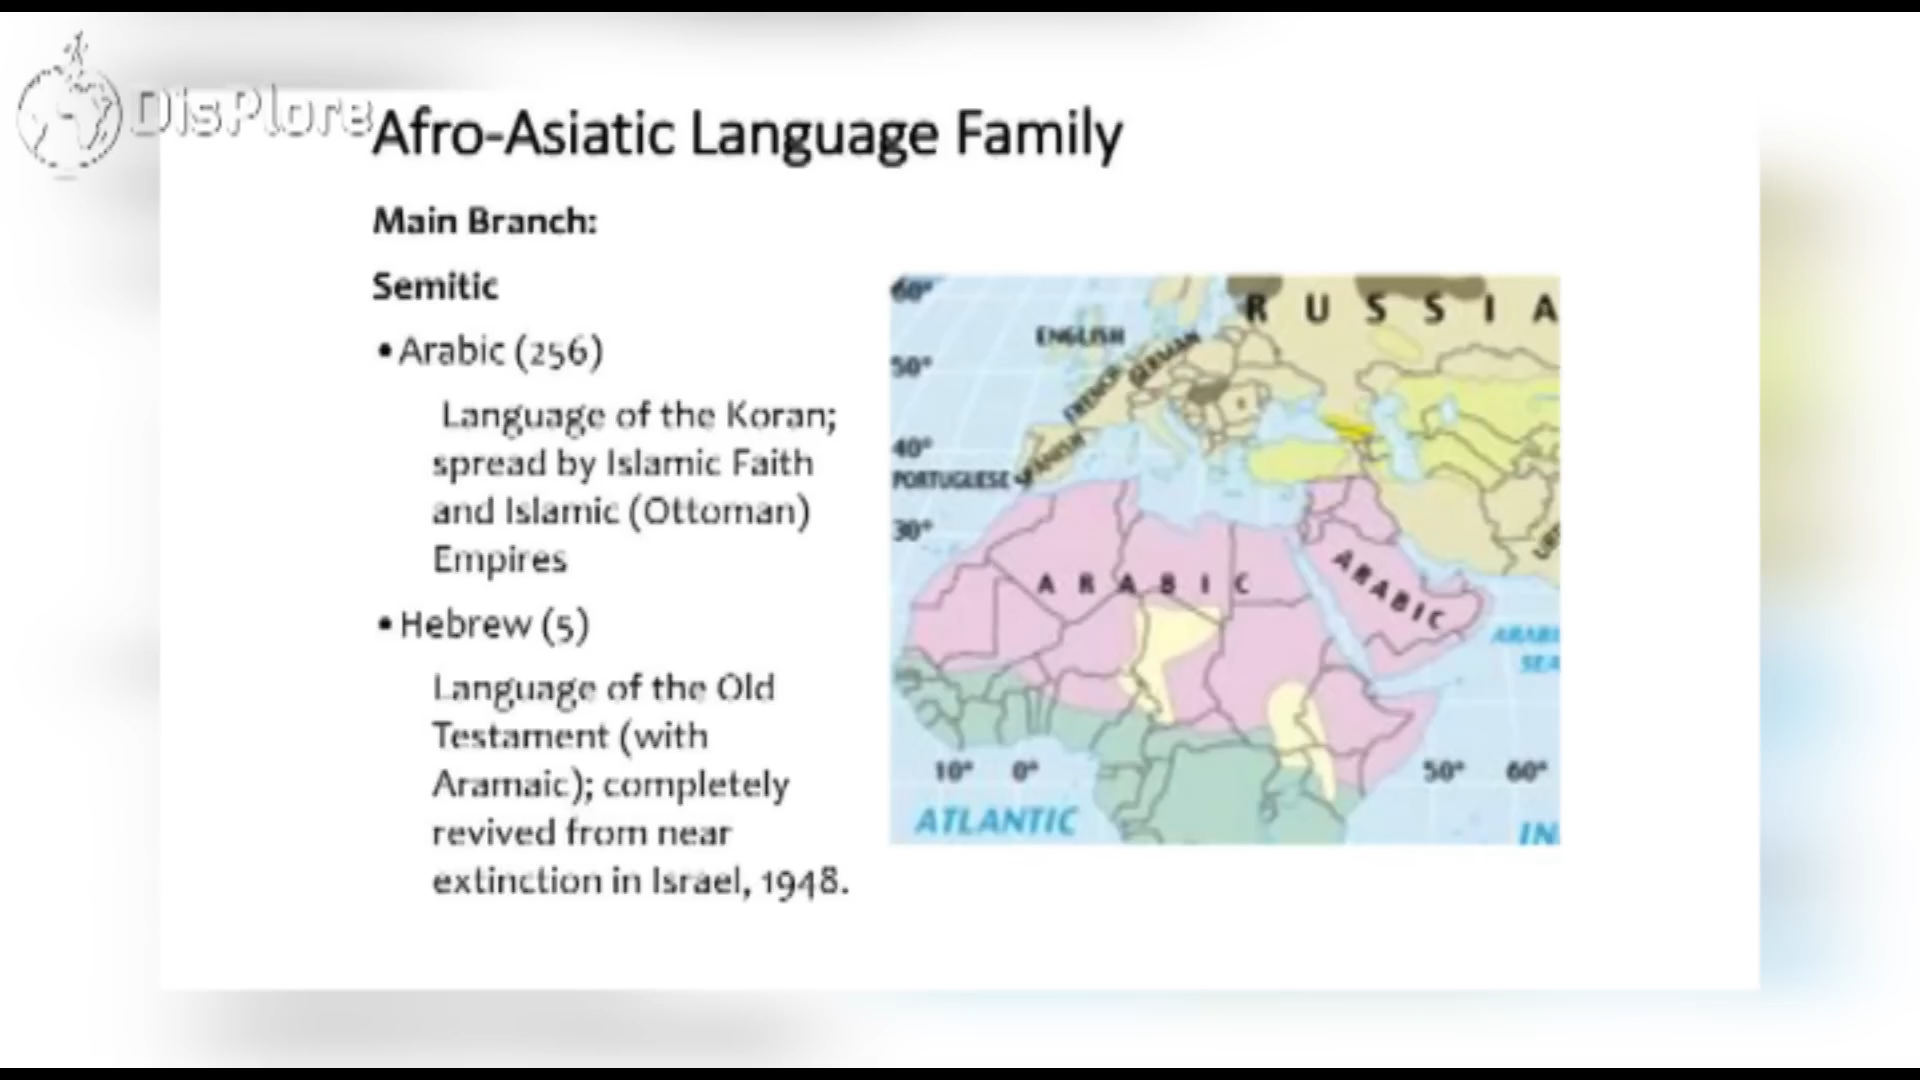 DisPlore
Afro-Asiatic Language Family
Main Branch:
Semitic
• Arabic (256)
Language of the Koran;
spread by Islamic Faith
and Islamic (Ottoman)
Empires
• Hebrew (5)
Language of the Old
Testament (with
Aramaic); completely
revived from near
extinction in Israel, 1948.
60°
RUSSIA
ENGLISH
50°
GERMAN
FRENCH
40°
SPANISH
PORTUGUESE
30°
ARABIC
ARABIC
SEA
10° 0° 50° 60°
ATLANTIC